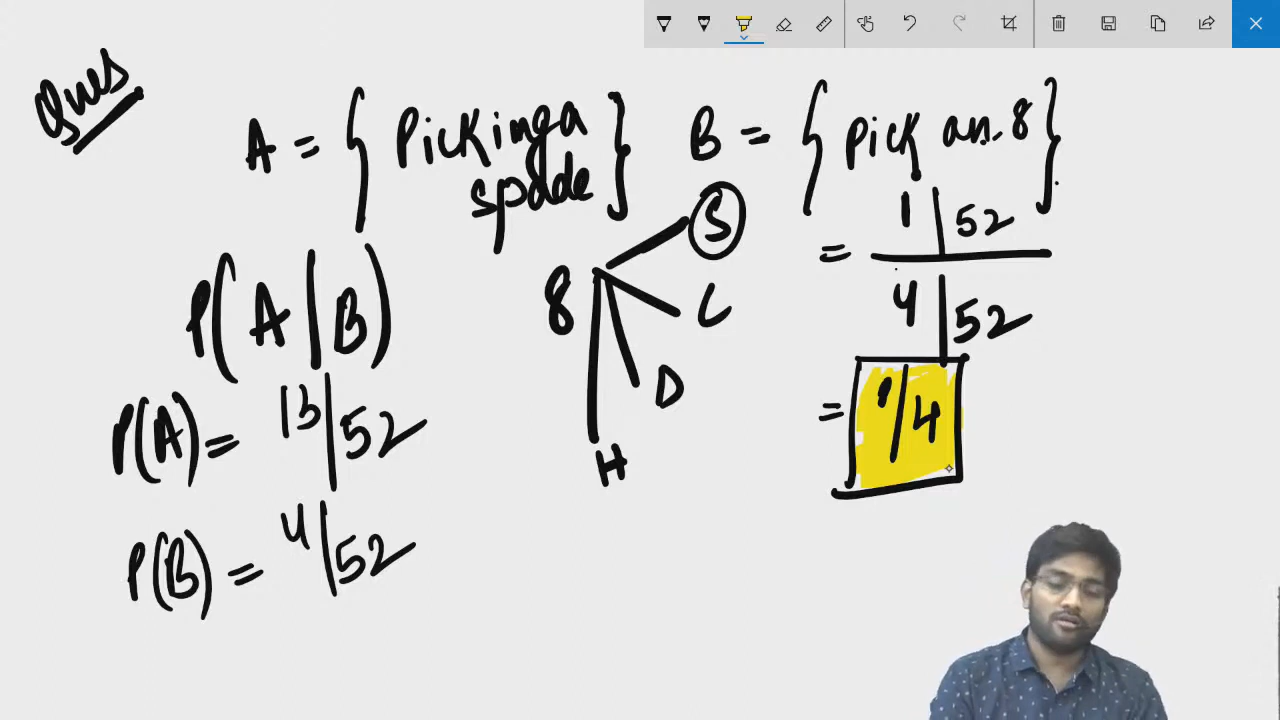 Ques
A = { Picking a spade } B = { pick an 8 }
P(A|B)
8
S
C
D
H
= 1/52
4/52
= 1/4
P(A) = 13/52
P(B) = 4/52